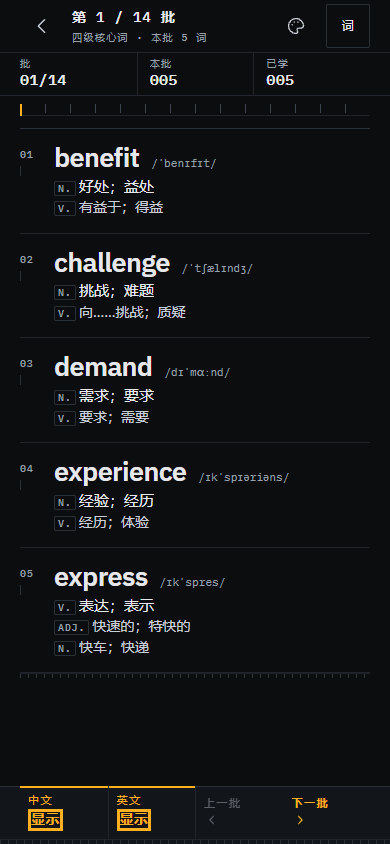 第 1 / 14 批
四级核心词 · 本批 5 词
词
批
01/14
本批
005
已学
005
01
benefit /ˈbenɪfɪt/
N. 好处; 益处
V. 有益于; 得益
02
challenge /ˈtʃælɪndʒ/
N. 挑战; 难题
V. 向……挑战; 质疑
03
demand /dɪˈmɑːnd/
N. 需求; 要求
V. 要求; 需要
04
experience /ɪkˈspɪəriəns/
N. 经验; 经历
V. 经历; 体验
05
express /ɪkˈspres/
V. 表达; 表示
ADJ. 快速的; 特快的
N. 快车; 快递
中文
显示
英文
显示
上一批
下一批